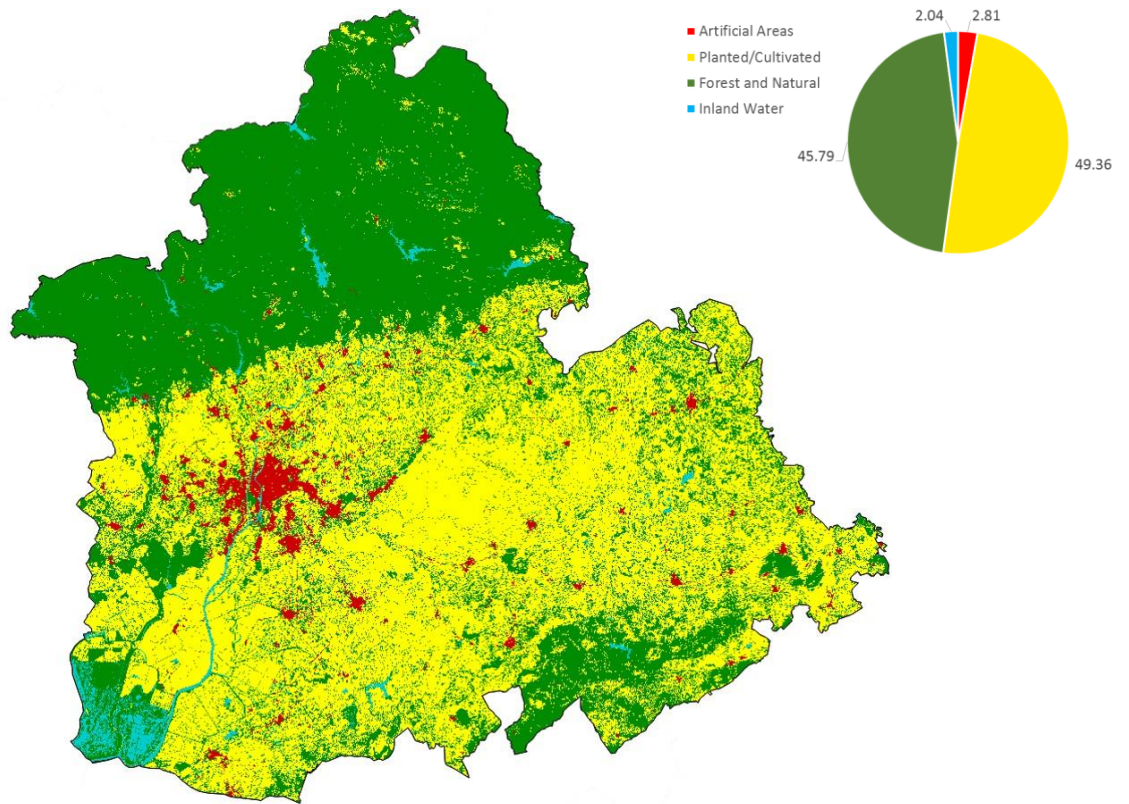 2.04
2.81
Artificial Areas
Planted/Cultivated
Forest and Natural
Inland Water
45.79
49.36